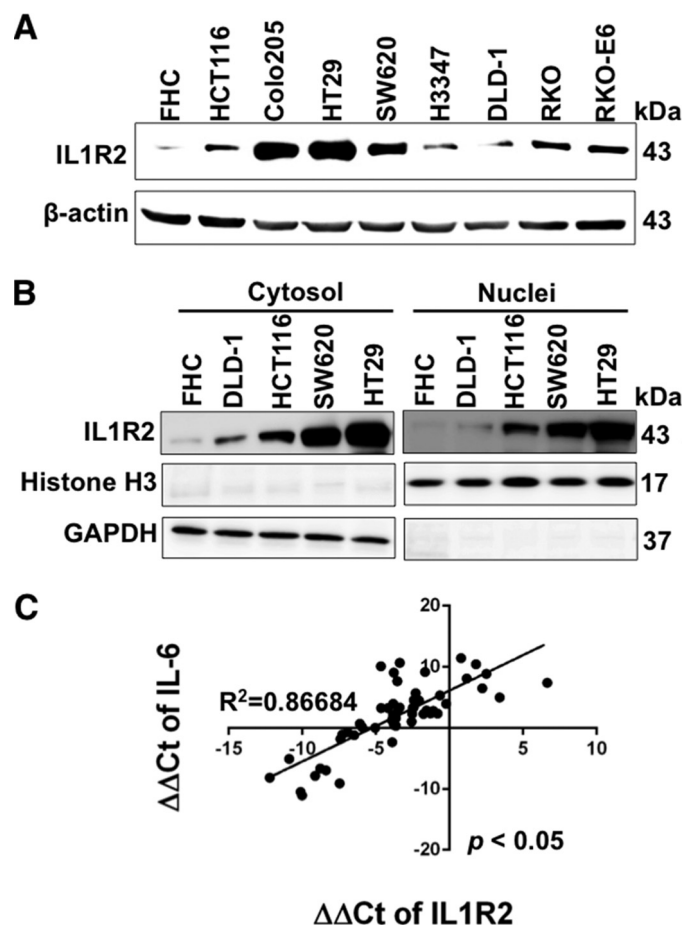 A
FHC
HCT116
Colo205
HT29
SW620
H3347
DLD-1
RKO
RKO-E6
kDa
IL1R2
43
β-actin
43
B
Cytosol
Nuclei
FHC
DLD-1
HCT116
SW620
HT29
FHC
DLD-1
HCT116
SW620
HT29
kDa
IL1R2
43
Histone H3
17
GAPDH
37
C
ΔΔCt of IL-6
20
10
R²=0.86684
-15
-10
-5
5
10
-10
-20
p < 0.05
ΔΔCt of IL1R2